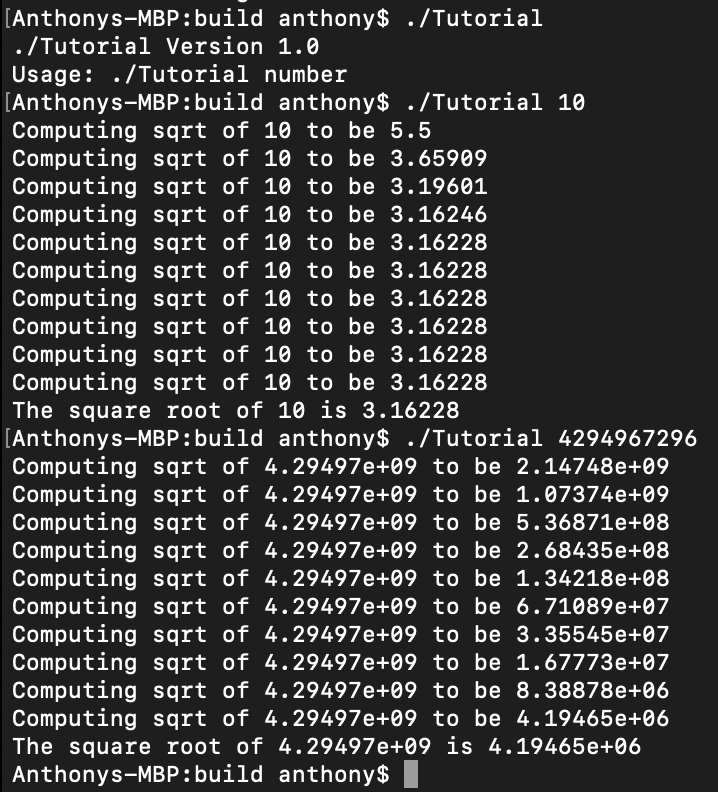 [Anthonys-MBP:build anthony$ ./Tutorial
./Tutorial Version 1.0
Usage: ./Tutorial number
[Anthonys-MBP:build anthony$ ./Tutorial 10
Computing sqrt of 10 to be 5.5
Computing sqrt of 10 to be 3.65909
Computing sqrt of 10 to be 3.19601
Computing sqrt of 10 to be 3.16246
Computing sqrt of 10 to be 3.16228
Computing sqrt of 10 to be 3.16228
Computing sqrt of 10 to be 3.16228
Computing sqrt of 10 to be 3.16228
Computing sqrt of 10 to be 3.16228
Computing sqrt of 10 to be 3.16228
The square root of 10 is 3.16228
[Anthonys-MBP:build anthony$ ./Tutorial 4294967296
Computing sqrt of 4.29497e+09 to be 2.14748e+09
Computing sqrt of 4.29497e+09 to be 1.07374e+09
Computing sqrt of 4.29497e+09 to be 5.36871e+08
Computing sqrt of 4.29497e+09 to be 2.68435e+08
Computing sqrt of 4.29497e+09 to be 1.34218e+08
Computing sqrt of 4.29497e+09 to be 6.71089e+07
Computing sqrt of 4.29497e+09 to be 3.35545e+07
Computing sqrt of 4.29497e+09 to be 1.67773e+07
Computing sqrt of 4.29497e+09 to be 8.38878e+06
Computing sqrt of 4.29497e+09 to be 4.19465e+06
The square root of 4.29497e+09 is 4.19465e+06
Anthonys-MBP:build anthony$